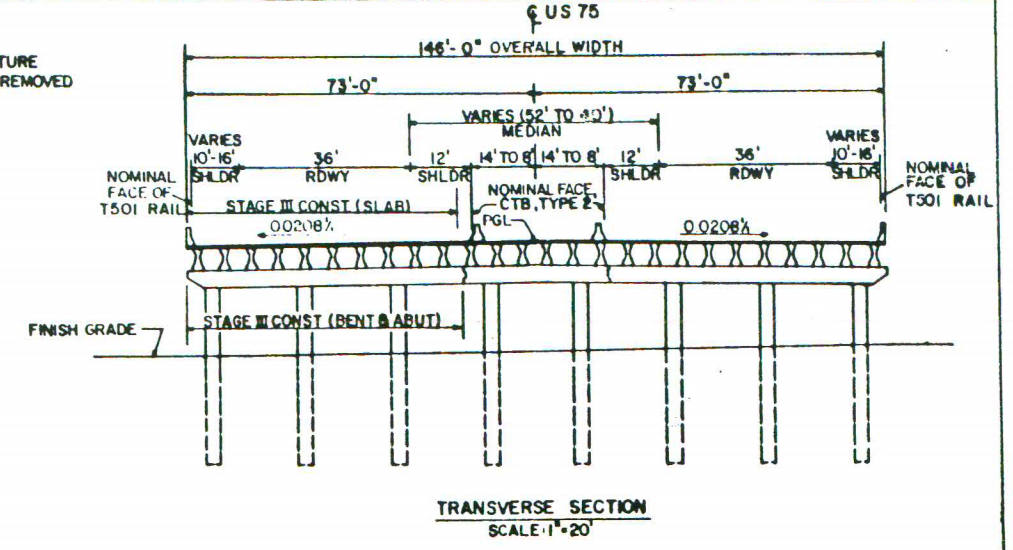 ℄ US 75
146'-0" OVERALL WIDTH
TURE
REMOVED
73'-0" 73'-0"
VARIES (52' TO 40')
MEDIAN
VARIES
10'-16'
SHLDR
36'
RDWY
12'
SHLDR
14' TO 8' 14' TO 8'
12'
SHLDR
36'
RDWY
VARIES
10'-16'
SHLDR
NOMINAL
FACE OF
T501 RAIL
NOMINAL FACE
CTB, TYPE 2
NOMINAL
FACE OF
T501 RAIL
STAGE III CONST (SLAB)
PGL
0.0208
0.0208
STAGE III CONST (BENT & ABUT)
FINISH GRADE
TRANSVERSE SECTION
SCALE: 1"=20'